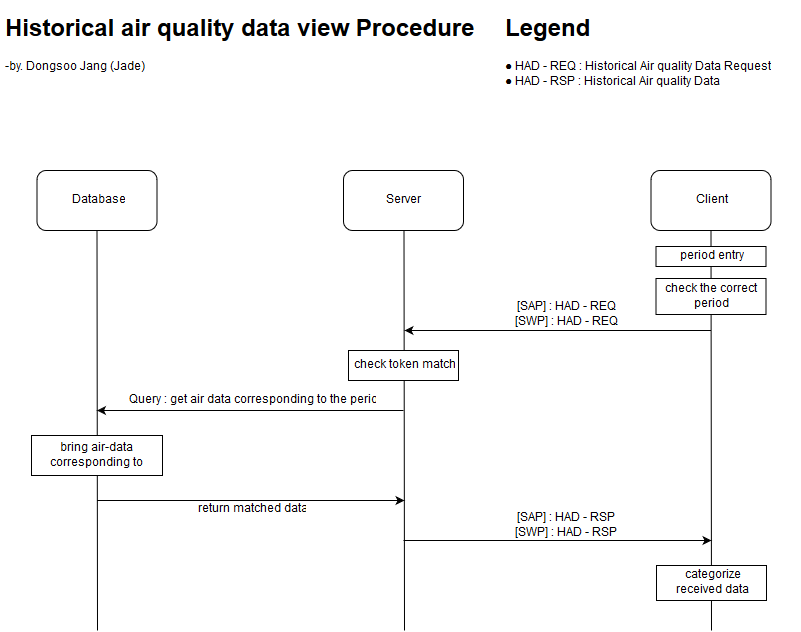 Historical air quality data view Procedure
Legend
-by. Dongsoo Jang (Jade)
● HAD - REQ : Historical Air quality Data Request
● HAD - RSP : Historical Air quality Data
Database
Server
Client
period entry
check the correct
period
[SAP] : HAD - REQ
[SWP] : HAD - REQ
check token match
Query : get air data corresponding to the perio
bring air-data
corresponding to
return matched data
[SAP] : HAD - RSP
[SWP] : HAD - RSP
categorize
received data